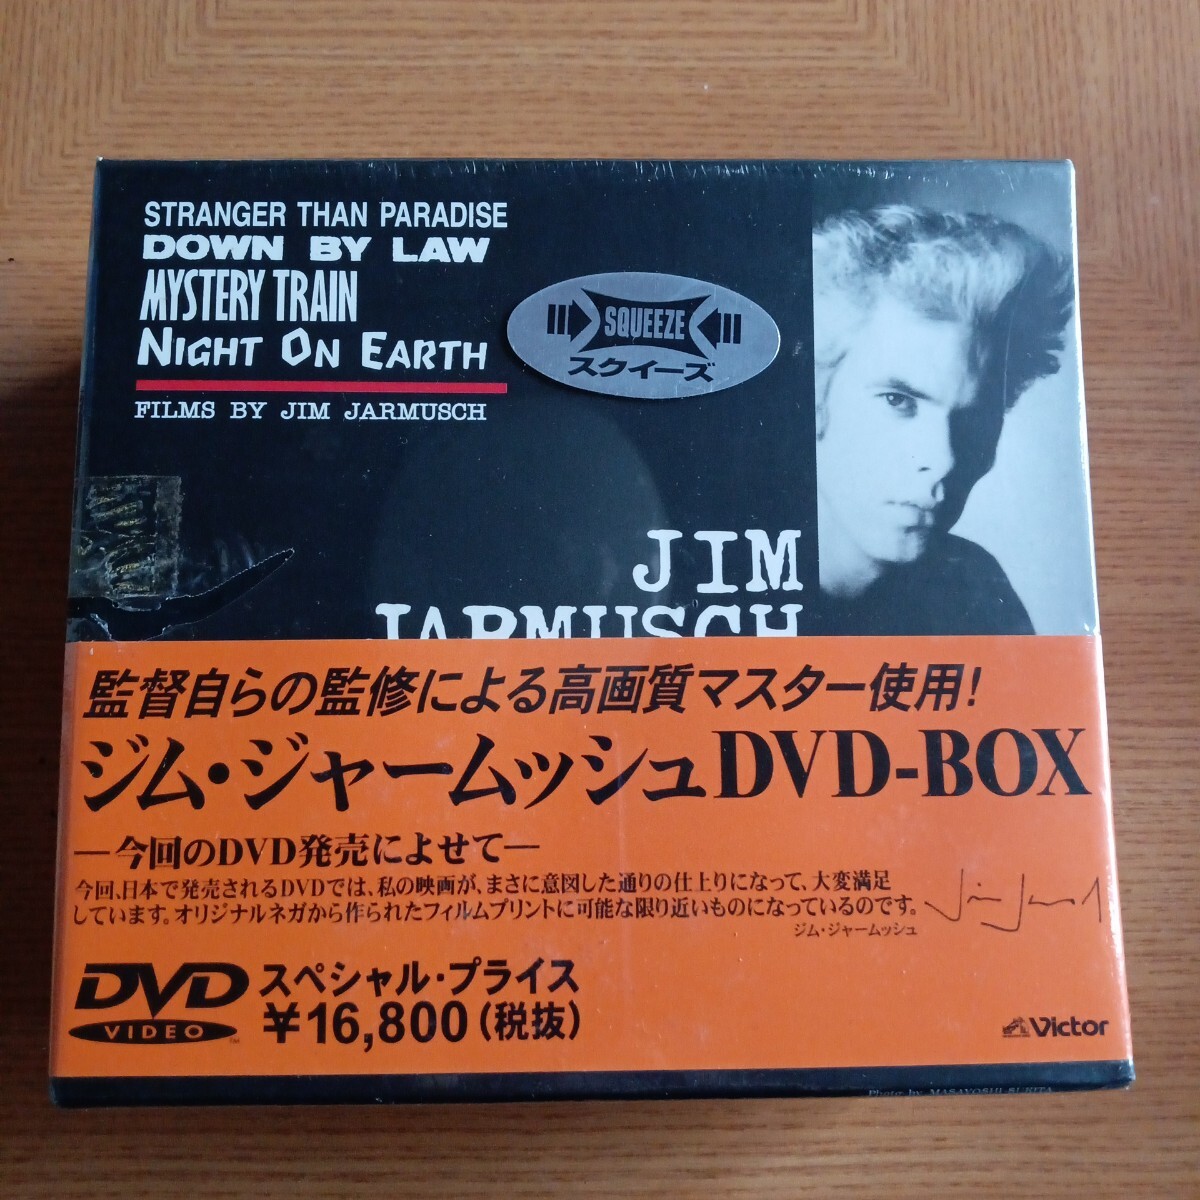 STRANGER THAN PARADISE
DOWN BY LAW
MYSTERY TRAIN
NIGHT ON EARTH
FILMS BY JIM JARMUSCH
SQUEEZE
スクイーズ
JIM
JARMUSCH
監督自らの監修による高画質マスター使用!
ジム・ジャームッシュDVD-BOX
—今回のDVD発売によせて—
今回、日本で発売されるDVDでは、私の映画が、まさに意図した通りの仕上りになって、大変満足
しています。オリジナルネガから作られたフィルムプリントに可能な限り近いものになっているのです。
ジム・ジャームッシュ
DVD
VIDEO
スペシャル・プライス
¥16,800(税抜)
Victor
Photo by MASAYOSHI SUKITA